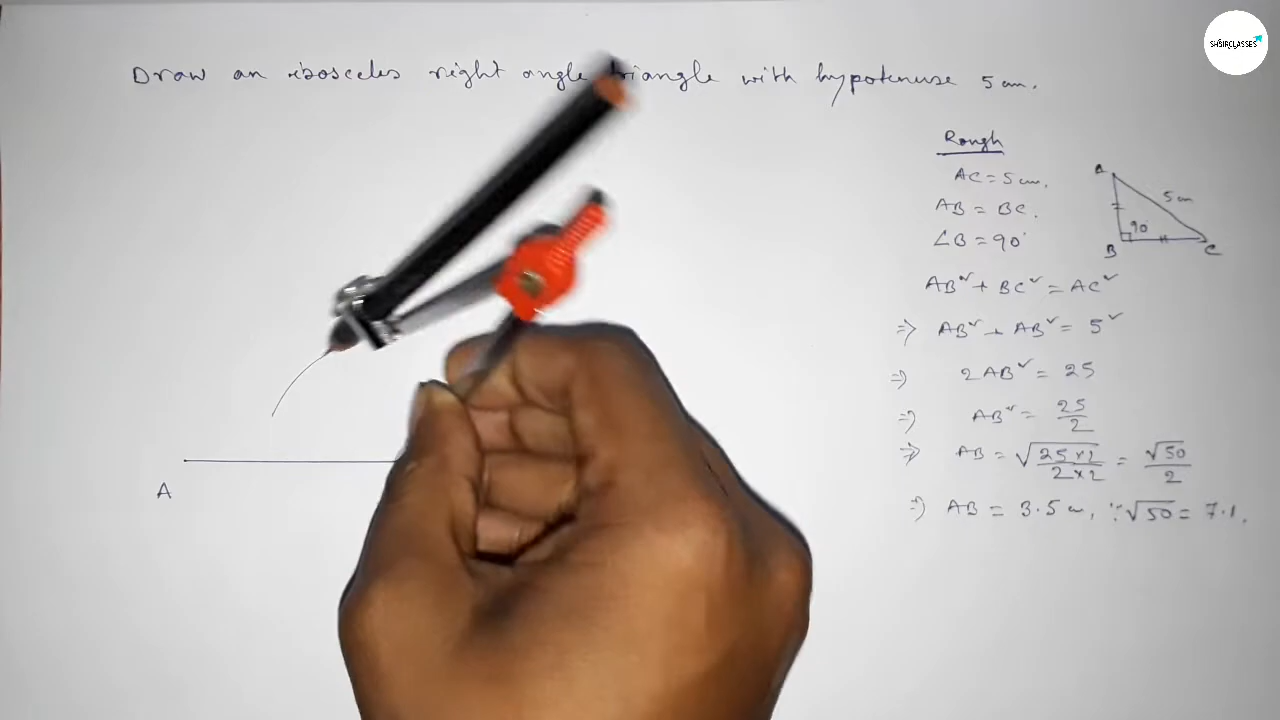 SHSIRCLASSES
Draw an isosceles right angle triangle with hypotenuse 5 cm.
Rough
AC = 5 cm,
AB = BC.
∠B = 90°
A
5 cm
90°
B
C
AB² + BC² = AC²
⇒ AB² + AB² = 5²
⇒ 2AB² = 25
⇒ AB² = 25/2
⇒ AB = √(25×2/2×2) = √50/2
⇒ AB = 3.5 cm, ∵ √50 = 7.1.
A